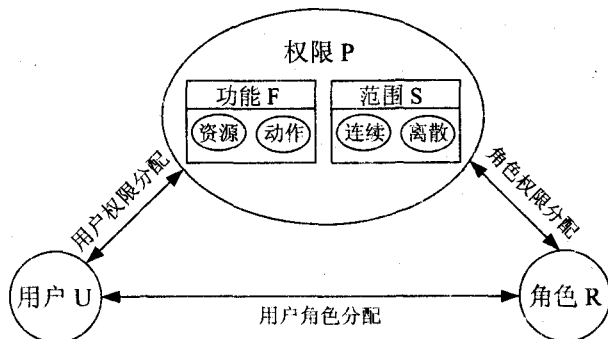 权限 P
功能 F
范围 S
资源
动作
连续
离散
用户权限分配
角色权限分配
用户 U
用户角色分配
角色 R